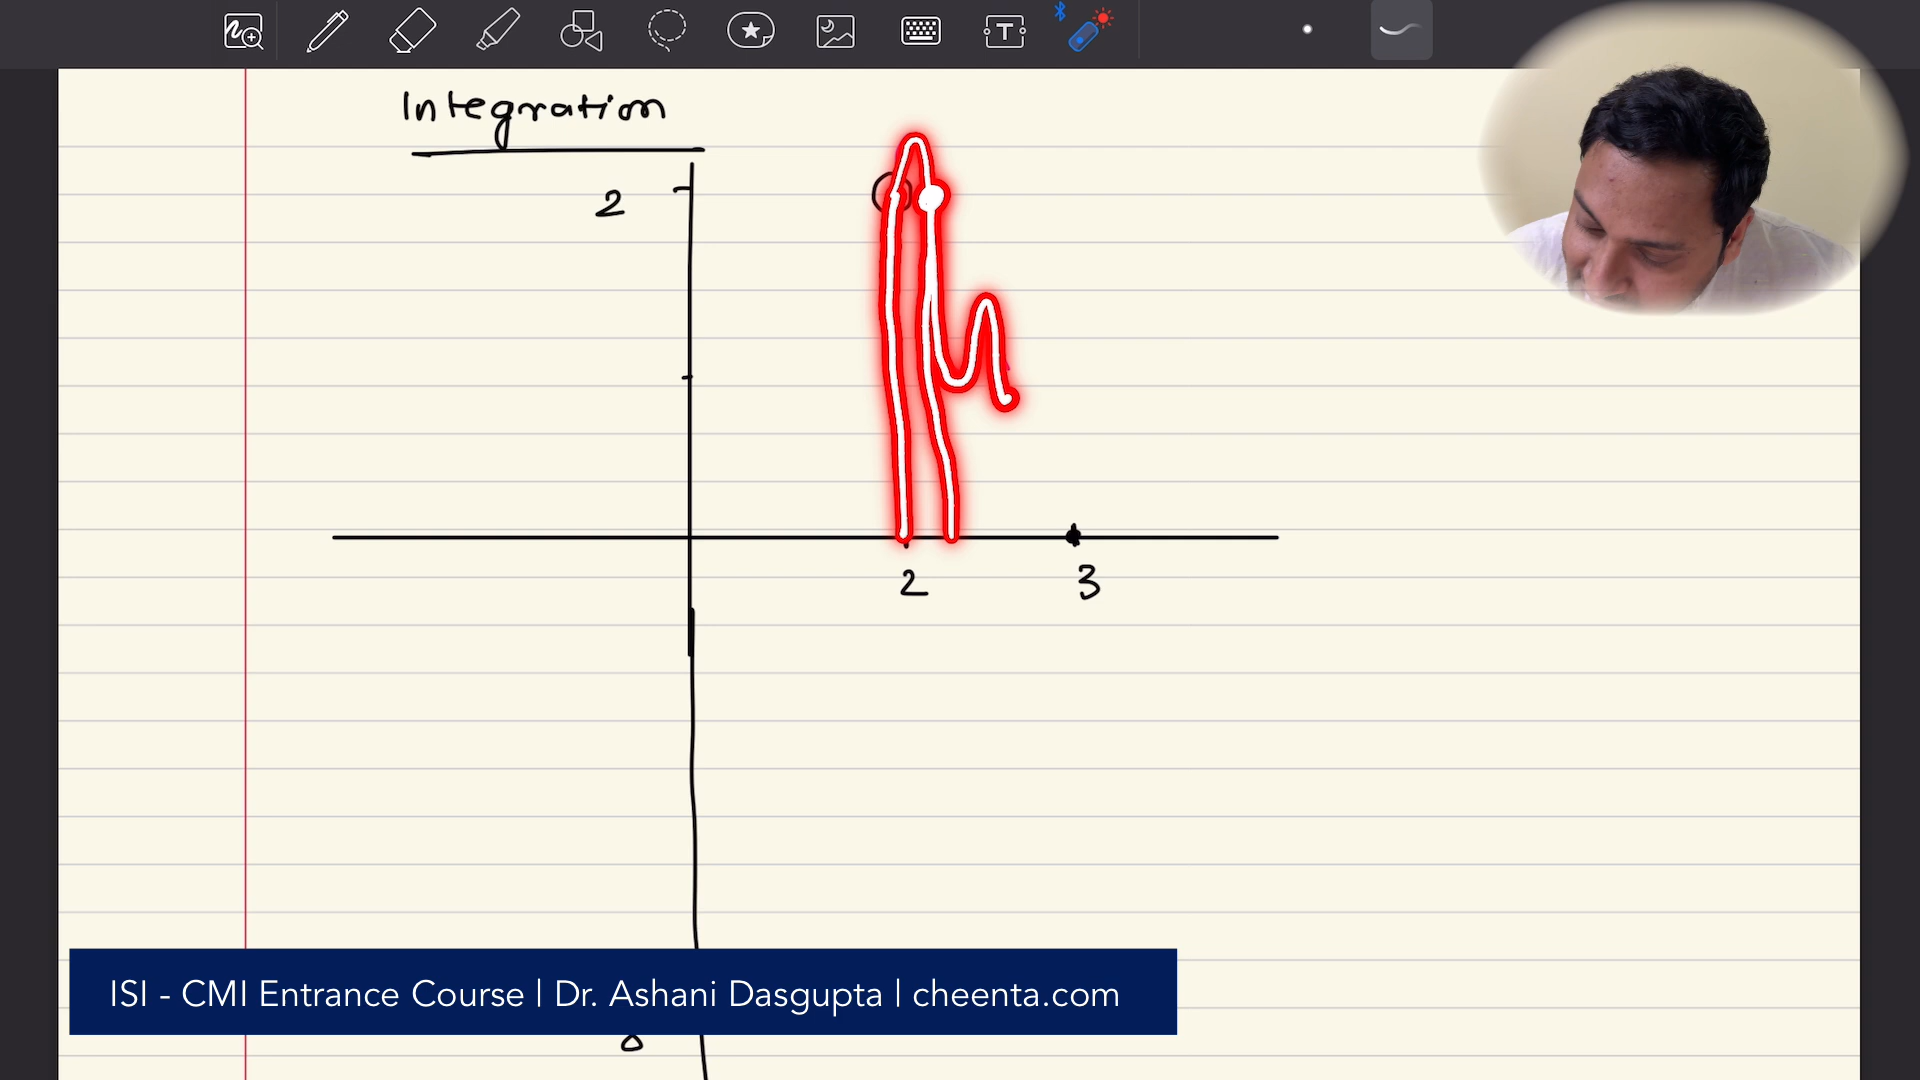 Integration
2
2
3
ISI - CMI Entrance Course | Dr. Ashani Dasgupta | cheenta.com